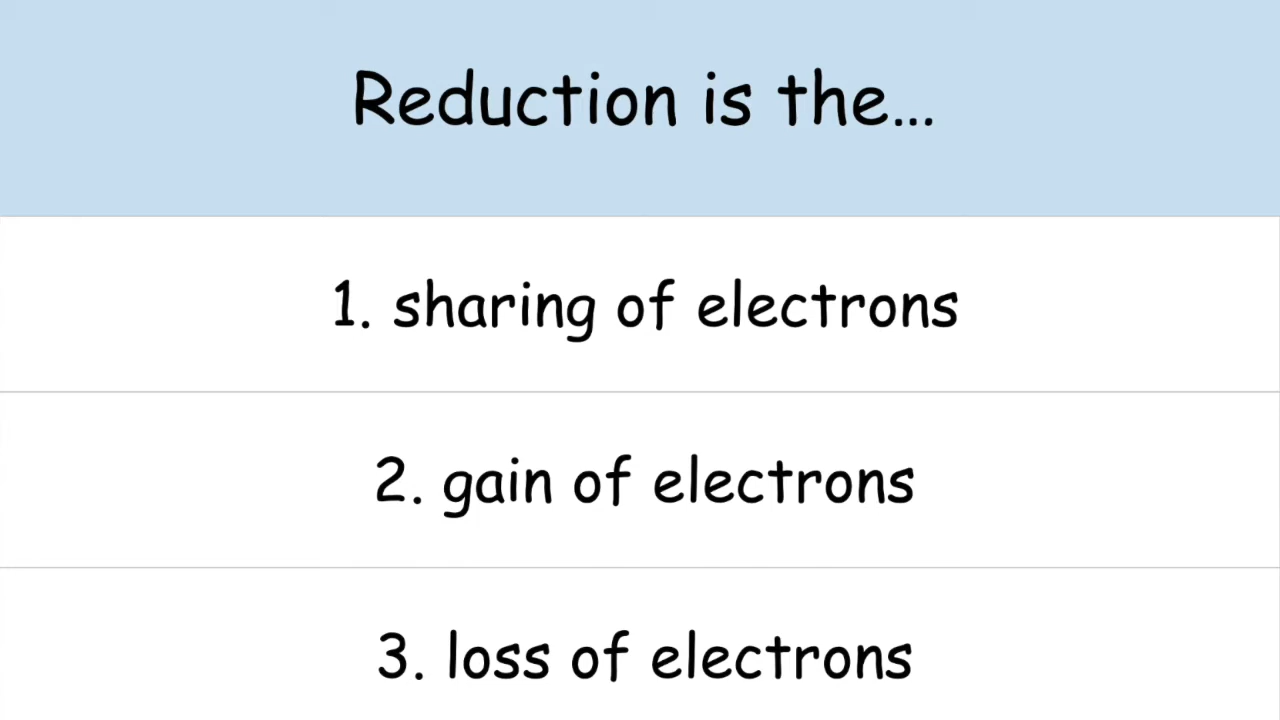 Reduction is the...
1. sharing of electrons
2. gain of electrons
3. loss of electrons